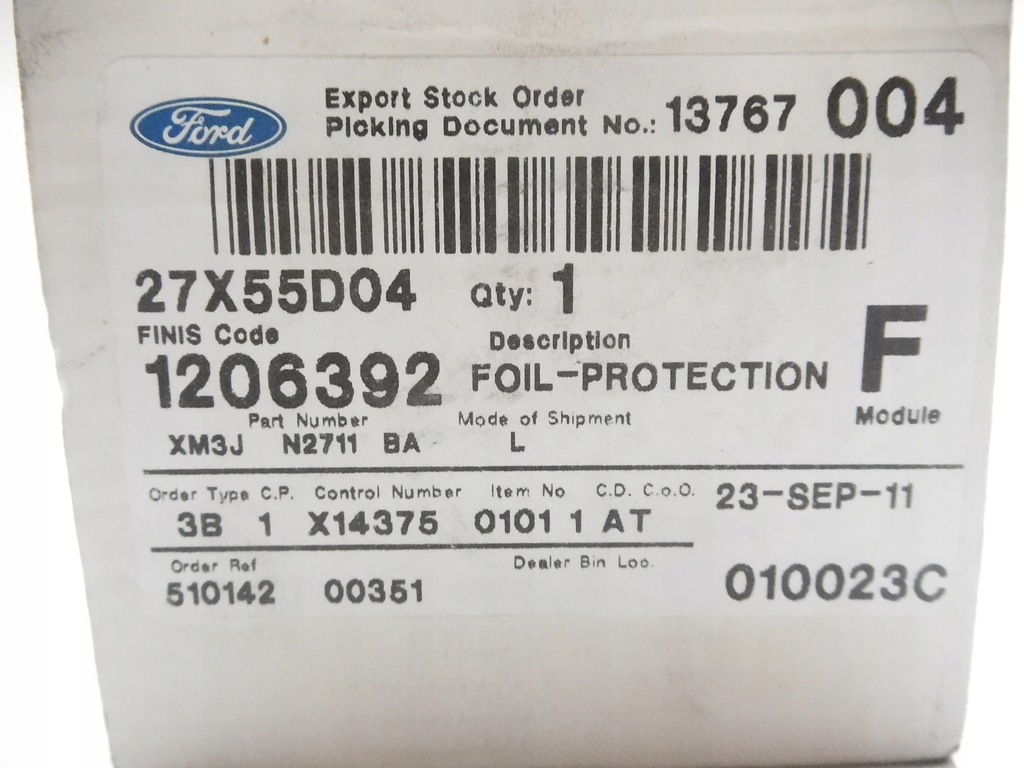 Ford
Export Stock Order
Picking Document No.: 13767 004
27X55D04 Qty: 1
FINIS Code Description
1206392 FOIL-PROTECTION F
Part Number Mode of Shipment Module
XM3J N2711 BA L
Order Type C.P. Control Number Item No C.D. C.o.O. 23-SEP-11
3B 1 X14375 0101 1 AT
Order Ref Dealer Bin Loc.
510142 00351 010023C